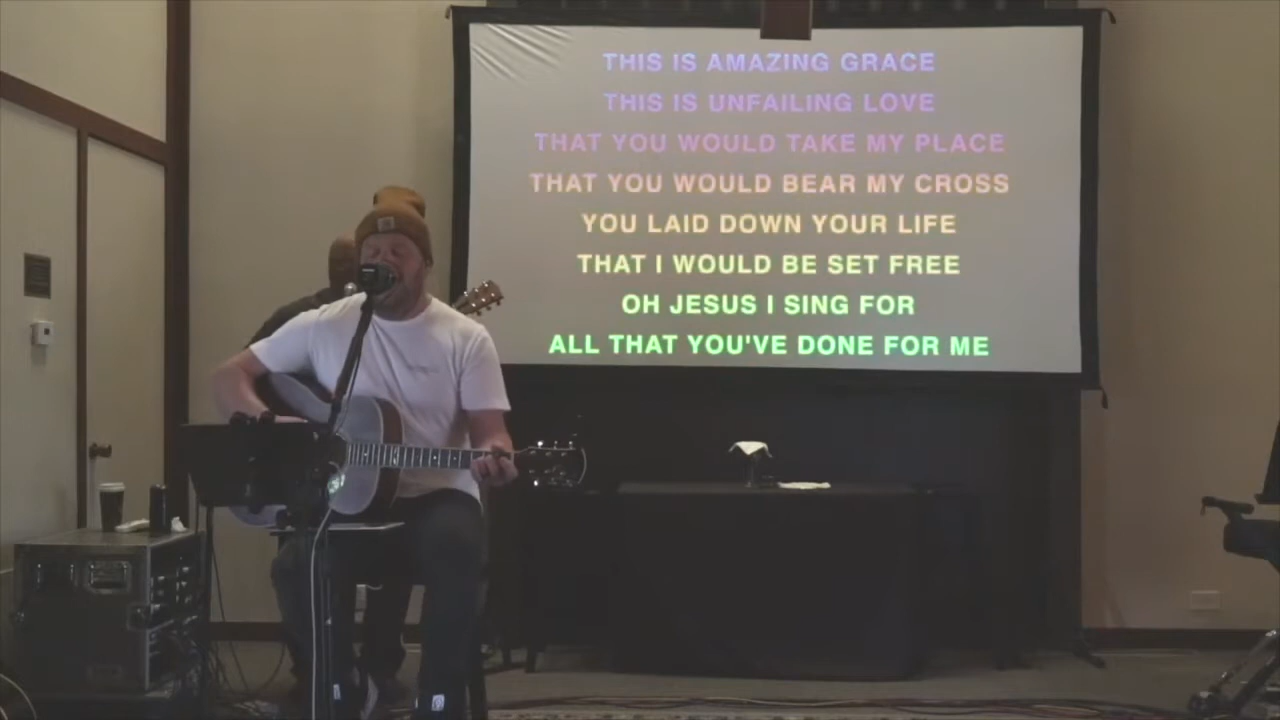 THIS IS AMAZING GRACE
THIS IS UNFAILING LOVE
THAT YOU WOULD TAKE MY PLACE
THAT YOU WOULD BEAR MY CROSS
YOU LAID DOWN YOUR LIFE
THAT I WOULD BE SET FREE
OH JESUS I SING FOR
ALL THAT YOU'VE DONE FOR ME